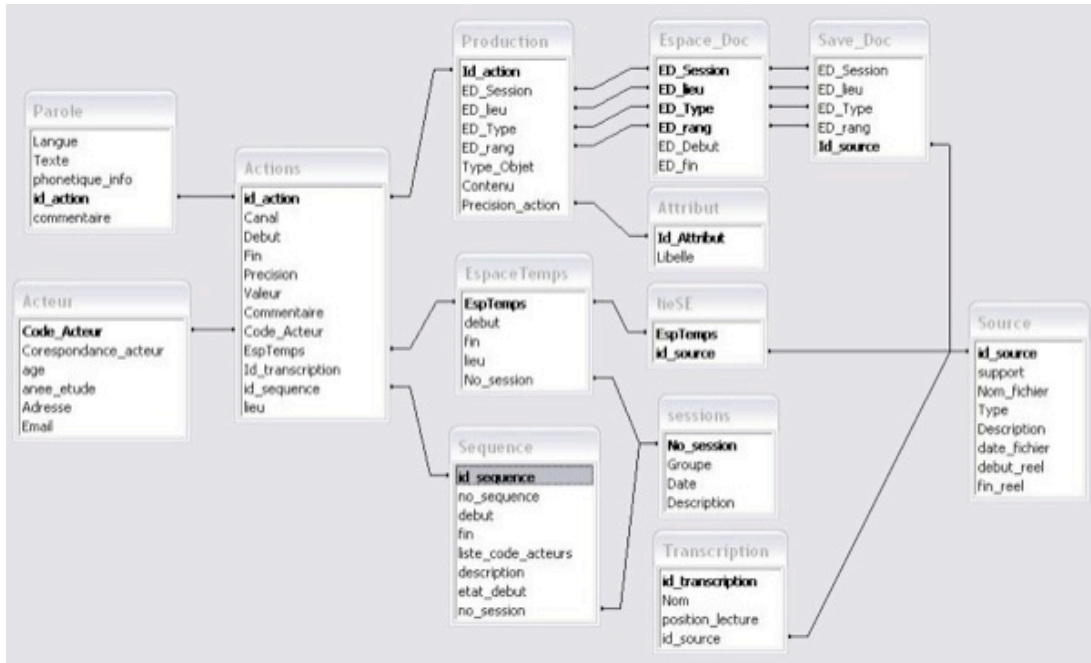 Parole
Langue
Texte
phonetique_info
id_action
commentaire
Acteur
Code_Acteur
Corespondance_acteur
age
anee_etude
Adresse
Email
Actions
id_action
Canal
Debut
Fin
Precision
Valeur
Commentaire
Code_Acteur
EspTemps
Id_transcription
id_sequence
lieu
Production
Id_action
ED_Session
ED_lieu
ED_Type
ED_rang
Type_Objet
Contenu
Precision_action
EspaceTemps
EspTemps
debut
fin
lieu
No_session
Sequence
id_sequence
no_sequence
debut
fin
liste_code_acteurs
description
etat_debut
no_session
Espace_Doc
ED_Session
ED_lieu
ED_Type
ED_rang
ED_Debut
ED_fin
Attribut
Id_Attribut
Libelle
lieSE
EspTemps
id_source
sessions
No_session
Groupe
Date
Description
Transcription
id_transcription
Nom
position_lecture
id_source
Save_Doc
ED_Session
ED_lieu
ED_Type
ED_rang
Id_source
Source
id_source
support
Nom_fichier
Type
Description
date_fichier
debut_reel
fin_reel